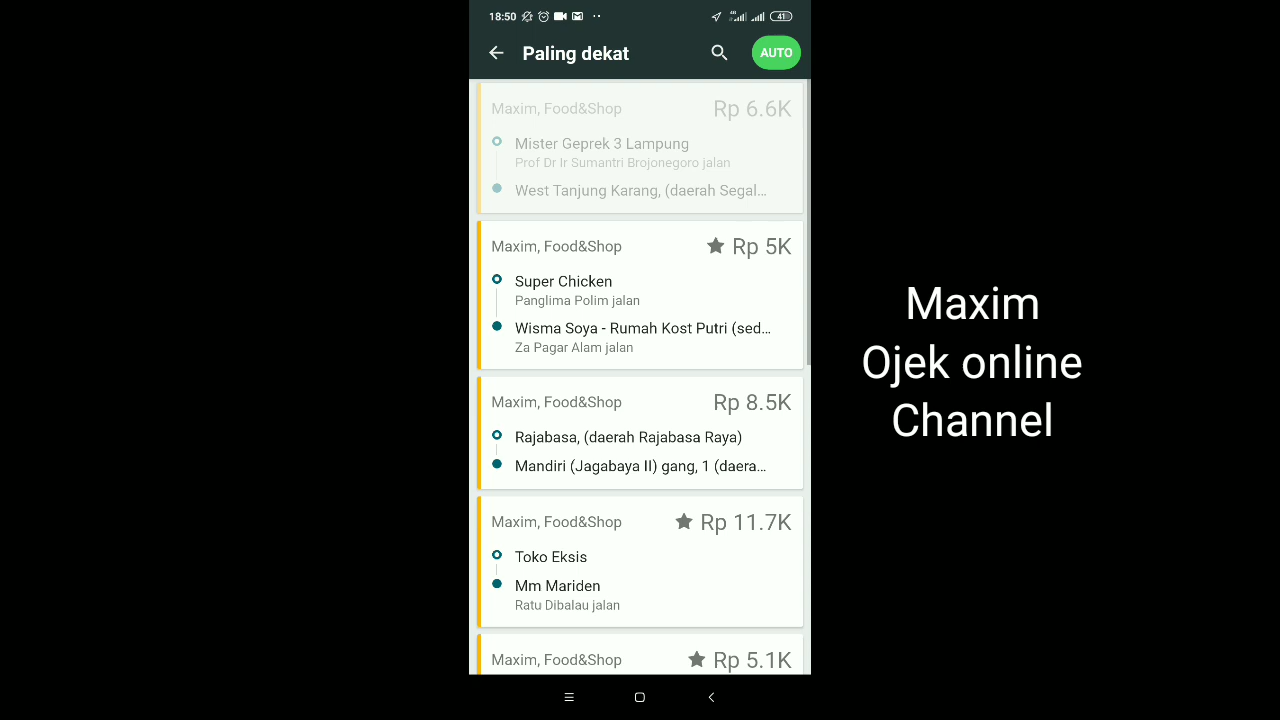 18:50
41
Paling dekat
AUTO
Maxim, Food&Shop
Rp 6.6K
Mister Geprek 3 Lampung
Prof Dr Ir Sumantri Brojonegoro jalan
West Tanjung Karang, (daerah Segal...
Maxim, Food&Shop
Rp 5K
Super Chicken
Panglima Polim jalan
Wisma Soya - Rumah Kost Putri (sed...
Za Pagar Alam jalan
Maxim, Food&Shop
Rp 8.5K
Rajabasa, (daerah Rajabasa Raya)
Mandiri (Jagabaya II) gang, 1 (daera...
Maxim, Food&Shop
Rp 11.7K
Toko Eksis
Mm Mariden
Ratu Dibalau jalan
Maxim, Food&Shop
Rp 5.1K
Maxim
Ojek online
Channel